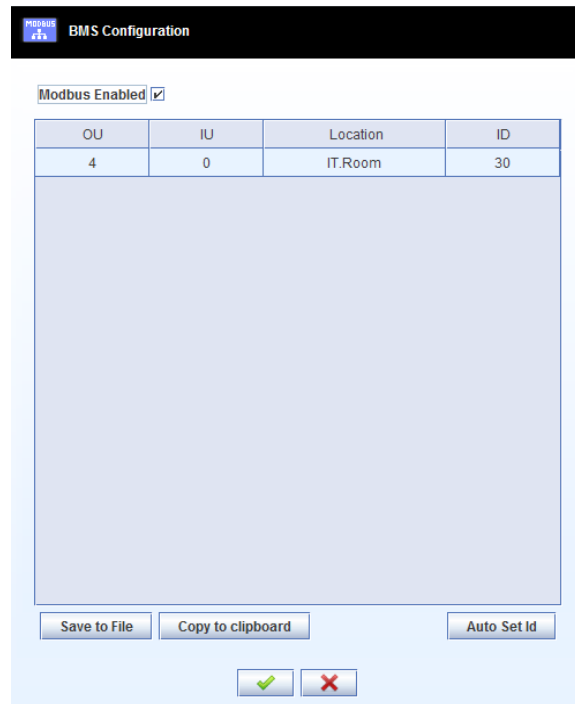 MODBUS
BMS Configuration
Modbus Enabled
OU IU Location ID
4 0 IT.Room 30
Save to File Copy to clipboard Auto Set Id